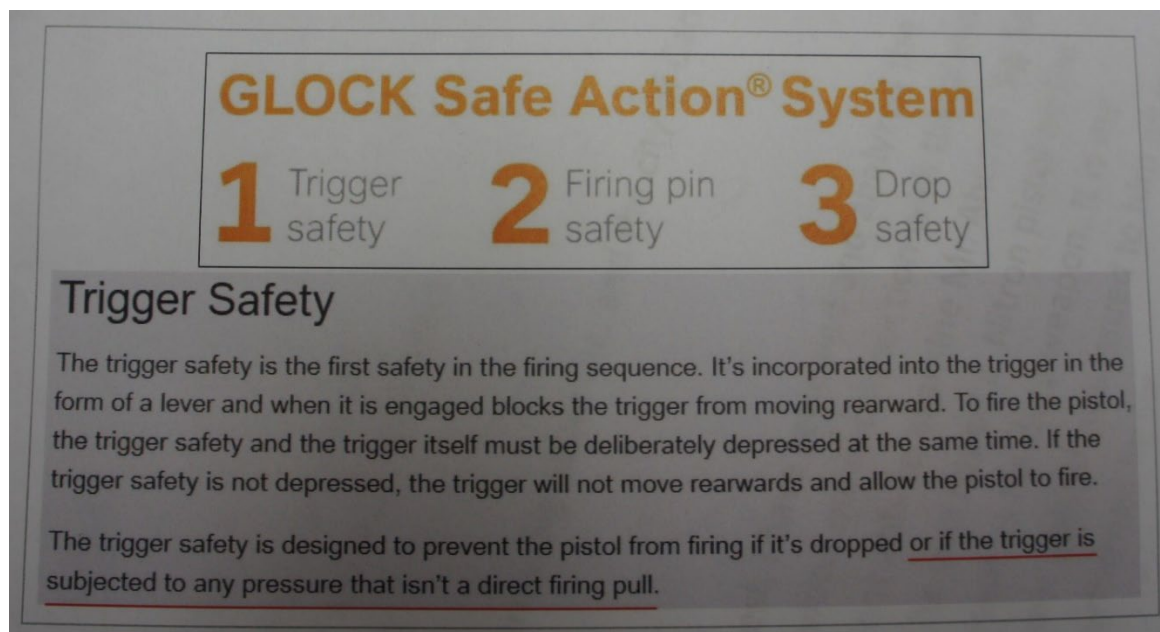 GLOCK Safe Action® System
1 Trigger safety
2 Firing pin safety
3 Drop safety
Trigger Safety
The trigger safety is the first safety in the firing sequence. It's incorporated into the trigger in the
form of a lever and when it is engaged blocks the trigger from moving rearward. To fire the pistol,
the trigger safety and the trigger itself must be deliberately depressed at the same time. If the
trigger safety is not depressed, the trigger will not move rearwards and allow the pistol to fire.
The trigger safety is designed to prevent the pistol from firing if it's dropped or if the trigger is
subjected to any pressure that isn't a direct firing pull.